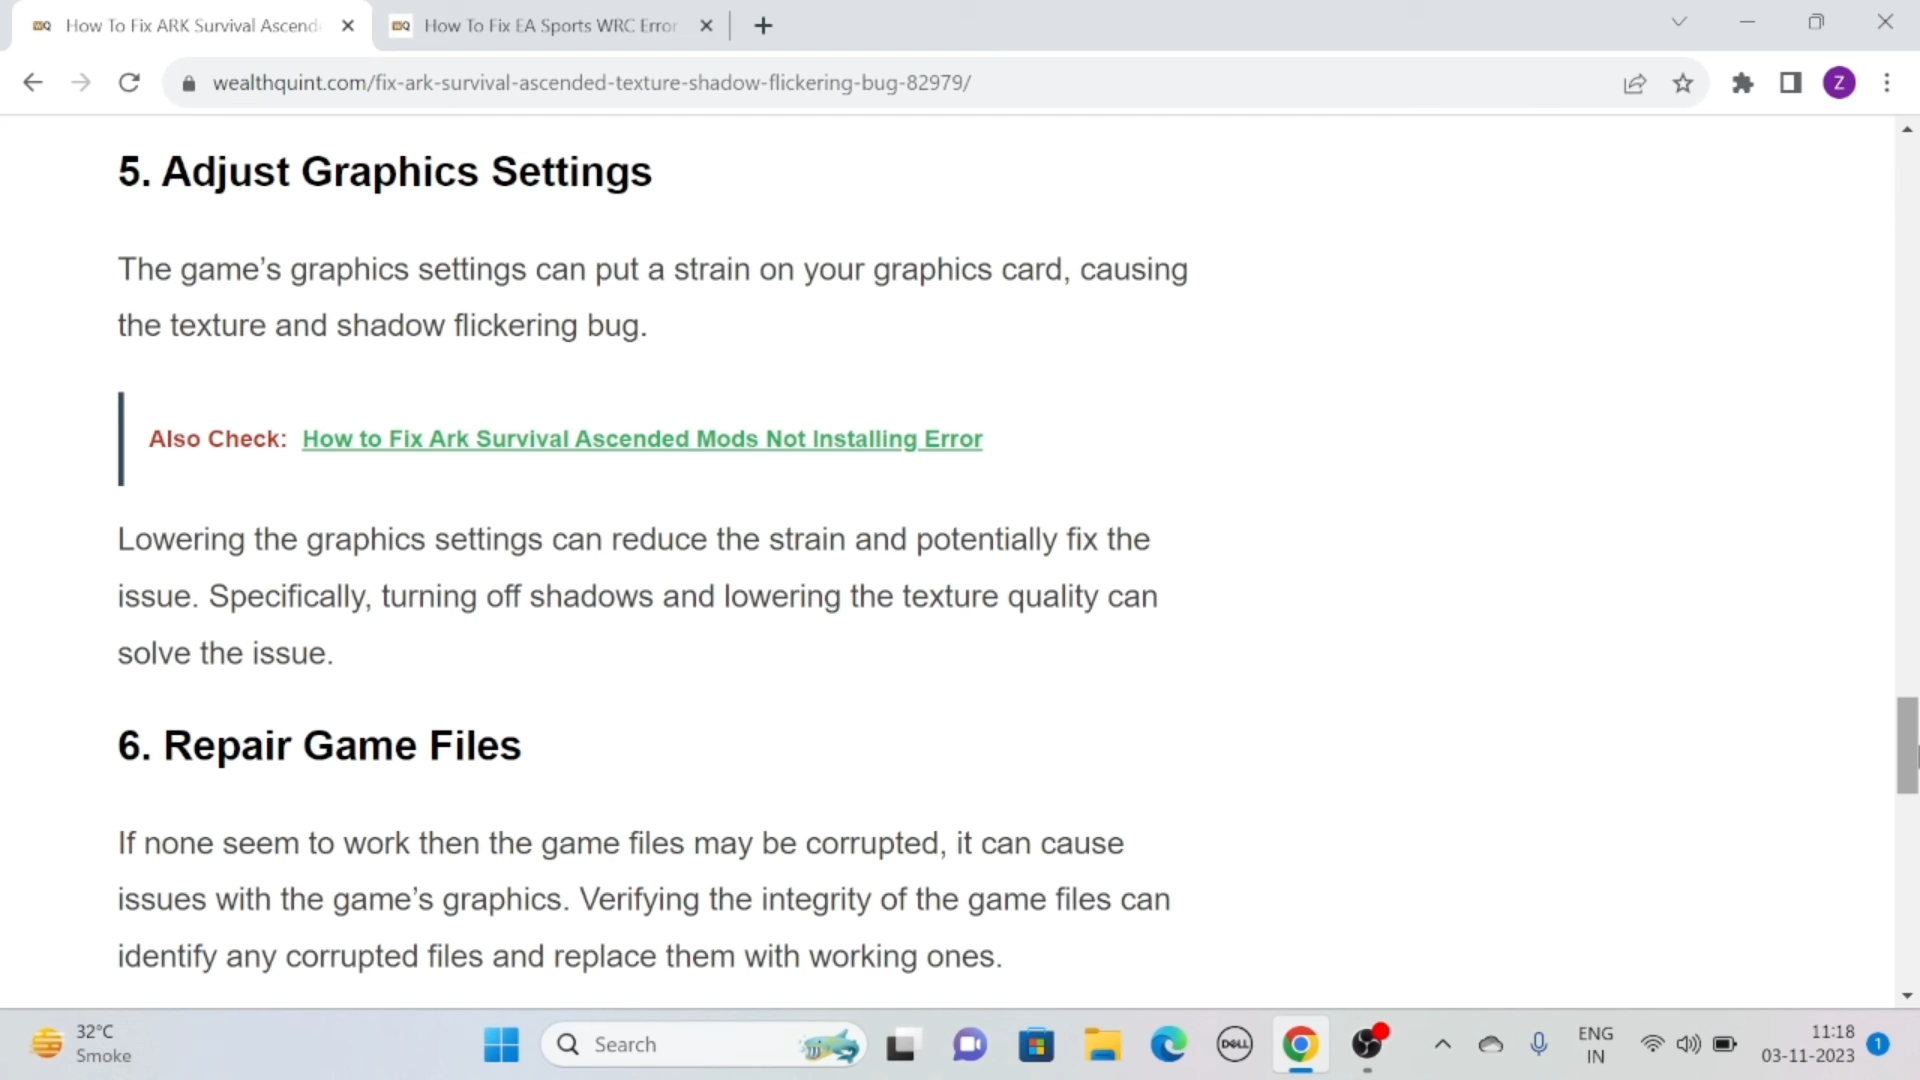 How To Fix ARK Survival Ascend
How To Fix EA Sports WRC Error
wealthquint.com/fix-ark-survival-ascended-texture-shadow-flickering-bug-82979/
Z
5. Adjust Graphics Settings
The game’s graphics settings can put a strain on your graphics card, causing
the texture and shadow flickering bug.
Also Check: How to Fix Ark Survival Ascended Mods Not Installing Error
Lowering the graphics settings can reduce the strain and potentially fix the
issue. Specifically, turning off shadows and lowering the texture quality can
solve the issue.
6. Repair Game Files
If none seem to work then the game files may be corrupted, it can cause
issues with the game’s graphics. Verifying the integrity of the game files can
identify any corrupted files and replace them with working ones.
32°C
Smoke
Search
DELL
ENG
IN
11:18
03-11-2023
1